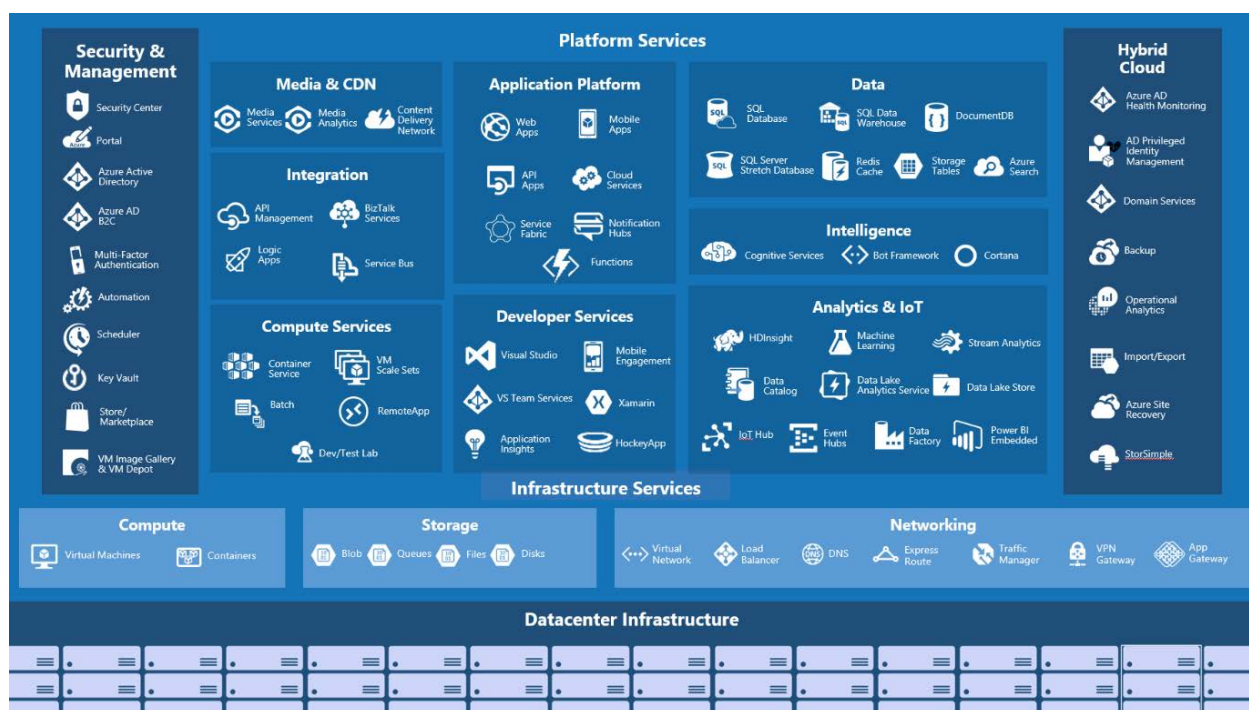 Platform Services
Security &
Management
Security Center
Azure
Portal
Azure Active
Directory
Azure AD
B2C
Multi-Factor
Authentication
Automation
Scheduler
Key Vault
Store/
Marketplace
VM Image Gallery
& VM Depot
Media & CDN
Media
Services
Media
Analytics
Content
Delivery
Network
Integration
API
Management
BizTalk
Services
Logic
Apps
Service Bus
Compute Services
Container
Service
VM
Scale Sets
Batch
RemoteApp
Dev/Test Lab
Application Platform
Web
Apps
Mobile
Apps
API
Apps
Cloud
Services
Service
Fabric
Notification
Hubs
Functions
Developer Services
Visual Studio
Mobile
Engagement
VS Team Services
Xamarin
Application
Insights
HockeyApp
Data
SQL
SQL
Database
SQL
SQL Data
Warehouse
DocumentDB
SQL
SQL Server
Stretch Database
Redis
Cache
Storage
Tables
Azure
Search
Intelligence
Cognitive Services
Bot Framework
Cortana
Analytics & IoT
HDInsight
Machine
Learning
Stream Analytics
Data
Catalog
Data Lake
Analytics Service
Data Lake Store
IoT Hub
Event
Hubs
Data
Factory
Power BI
Embedded
Hybrid
Cloud
Azure AD
Health Monitoring
AD Privileged
Identity
Management
Domain Services
Backup
Operational
Analytics
Import/Export
Azure Site
Recovery
StorSimple
Infrastructure Services
Compute
Virtual Machines
Containers
Storage
Blob
Queues
Files
Disks
Networking
Virtual
Network
Load
Balancer
DNS
DNS
Express
Route
Traffic
Manager
VPN
Gateway
App
Gateway
Datacenter Infrastructure